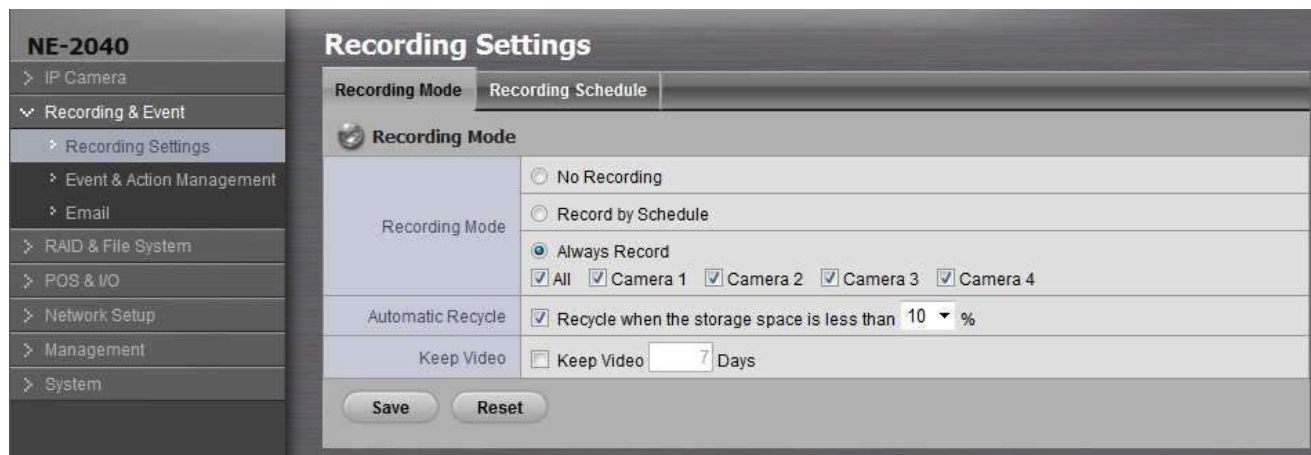 NE-2040
IP Camera
Recording & Event
Recording Settings
Event & Action Management
Email
RAID & File System
POS & I/O
Network Setup
Management
System
Recording Settings
Recording Mode Recording Schedule
Recording Mode
Recording Mode
No Recording
Record by Schedule
Always Record
All Camera 1 Camera 2 Camera 3 Camera 4
Automatic Recycle Recycle when the storage space is less than 10 %
Keep Video Keep Video 7 Days
Save Reset